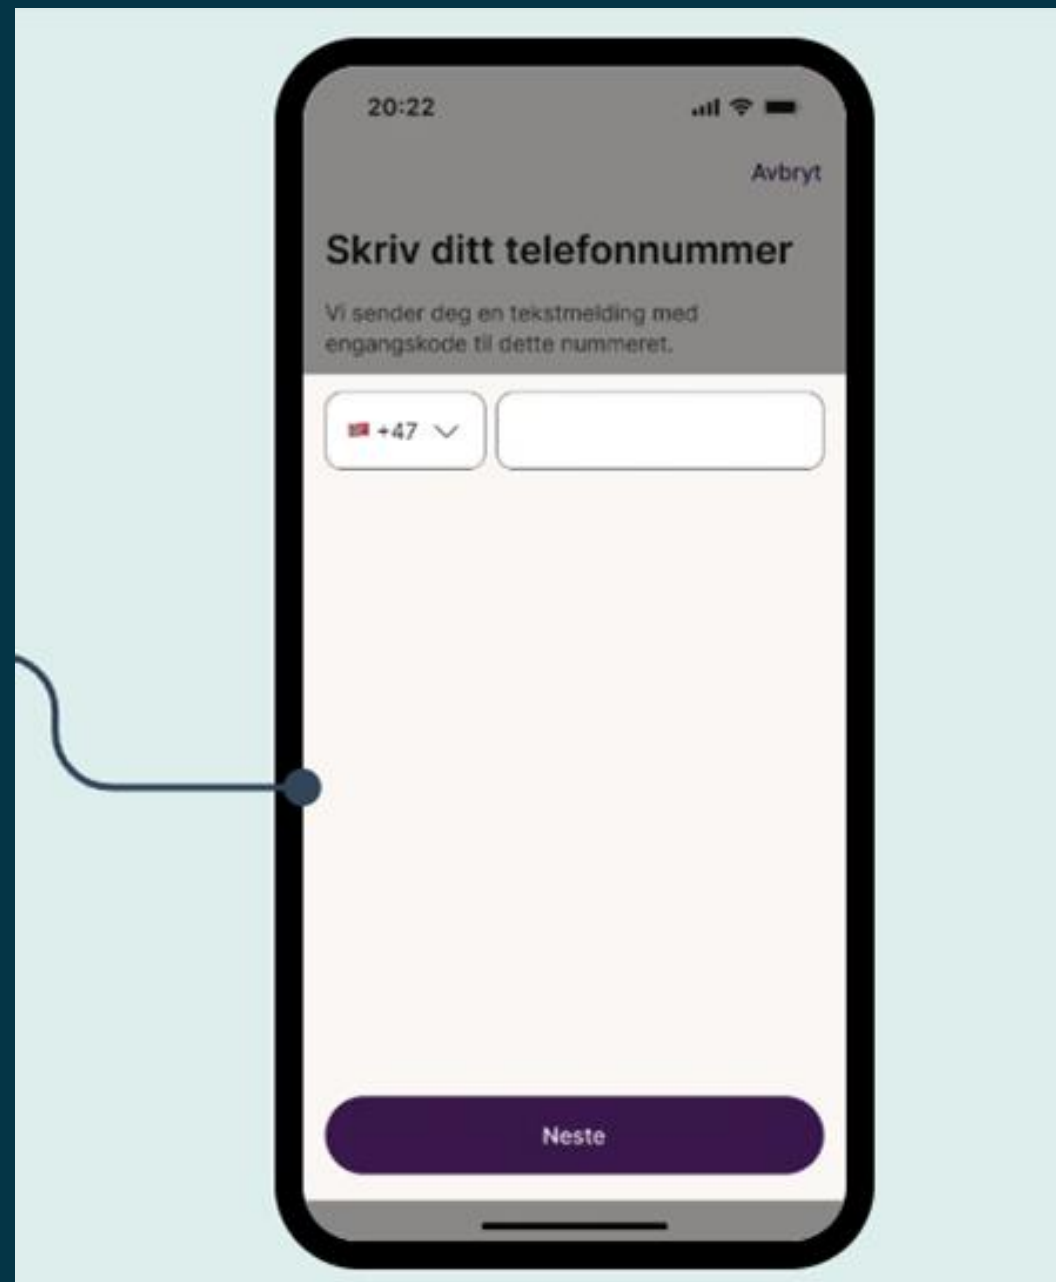 20:22
Avbryt
Skriv ditt telefonnummer
Vi sender deg en tekstmelding med
engangskode til dette nummeret.
+47
Neste